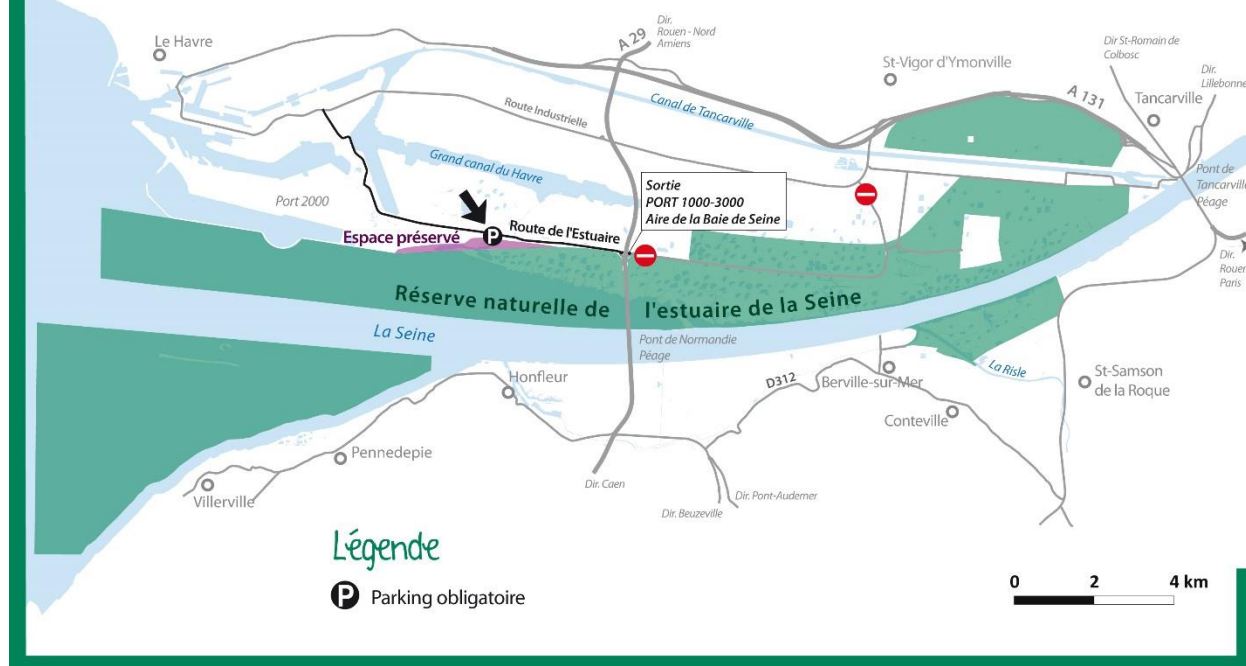 Dir.
Rouen - Nord
Amiens
A 29
Le Havre
St-Vigor d'Ymonville
Dir St-Romain de
Colbosc
Dir.
Lillebonne
A 131
Tancarville
Canal de Tancarville
Route Industrielle
Grand canal du Havre
Pont de
Tancarville
Péage
Sortie
PORT 1000-3000
Aire de la Baie de Seine
Port 2000
P
Route de l'Estuaire
Espace préservé
Dir.
Rouen
Paris
Réserve naturelle de l'estuaire de la Seine
La Seine
Pont de Normandie
Péage
La Risle
Honfleur
D312
Berville-sur-Mer
St-Samson
de la Roque
Conteville
Pennedepie
Villerville
Dir. Caen
Dir. Pont-Audemer
Dir. Beuzeville
Légende
P Parking obligatoire
0 2 4 km